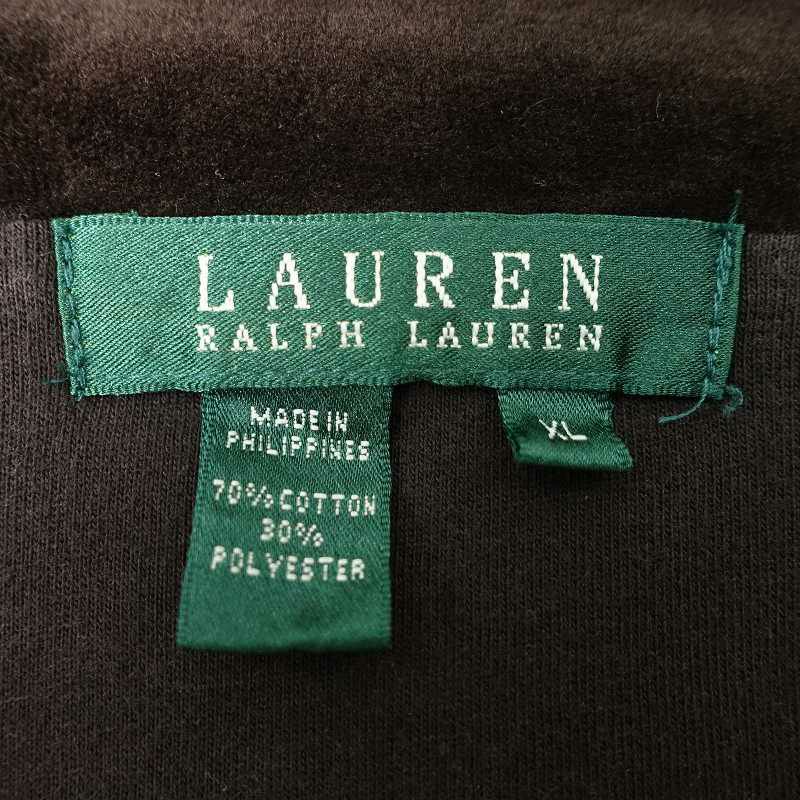 LAUREN
RALPH LAUREN
MADE IN
PHILIPPINES
70% COTTON
30%
POLYESTER
XL